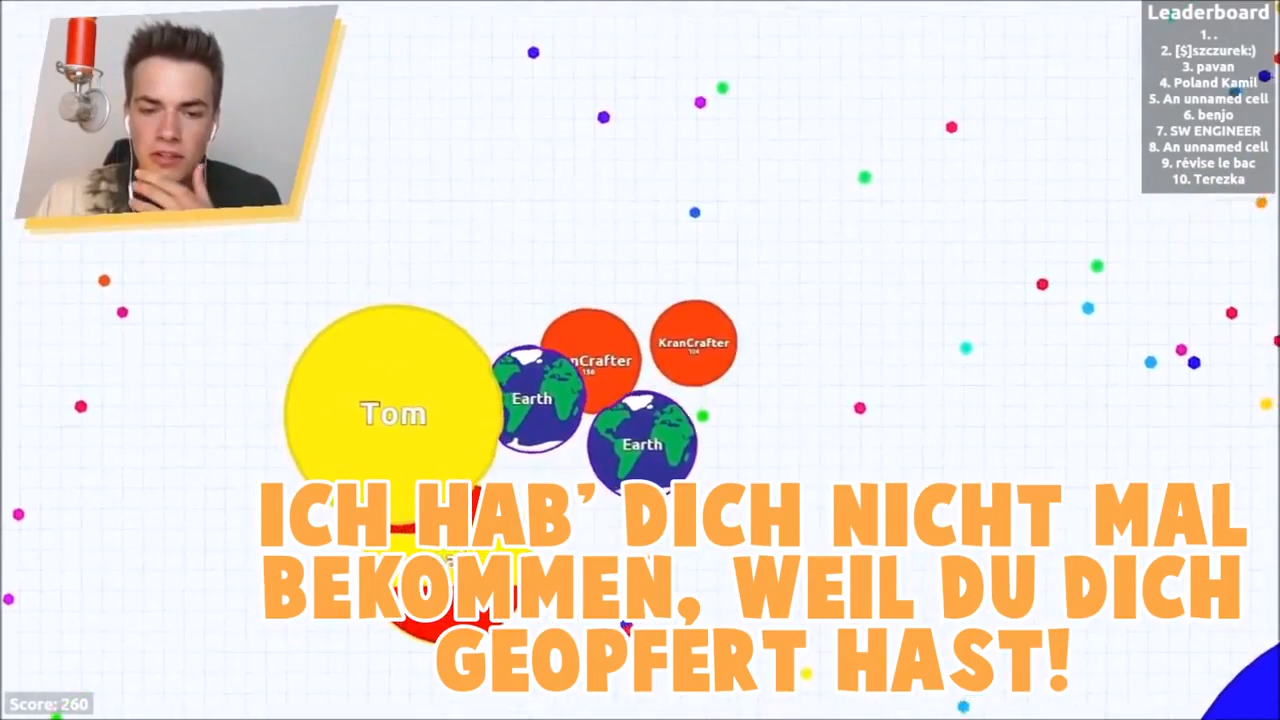 Leaderboard
1. .
2. [$]szczurek:)
3. pavan
4. Poland Kamil
5. An unnamed cell
6. benjo
7. SW ENGINEER
8. An unnamed cell
9. révise le bac
10. Terezka
KranCrafter
nCrafter
Earth
Tom
Earth
ICH HAB' DICH NICHT MAL
BEKOMMEN, WEIL DU DICH
GEOPFERT HAST!
Score: 260